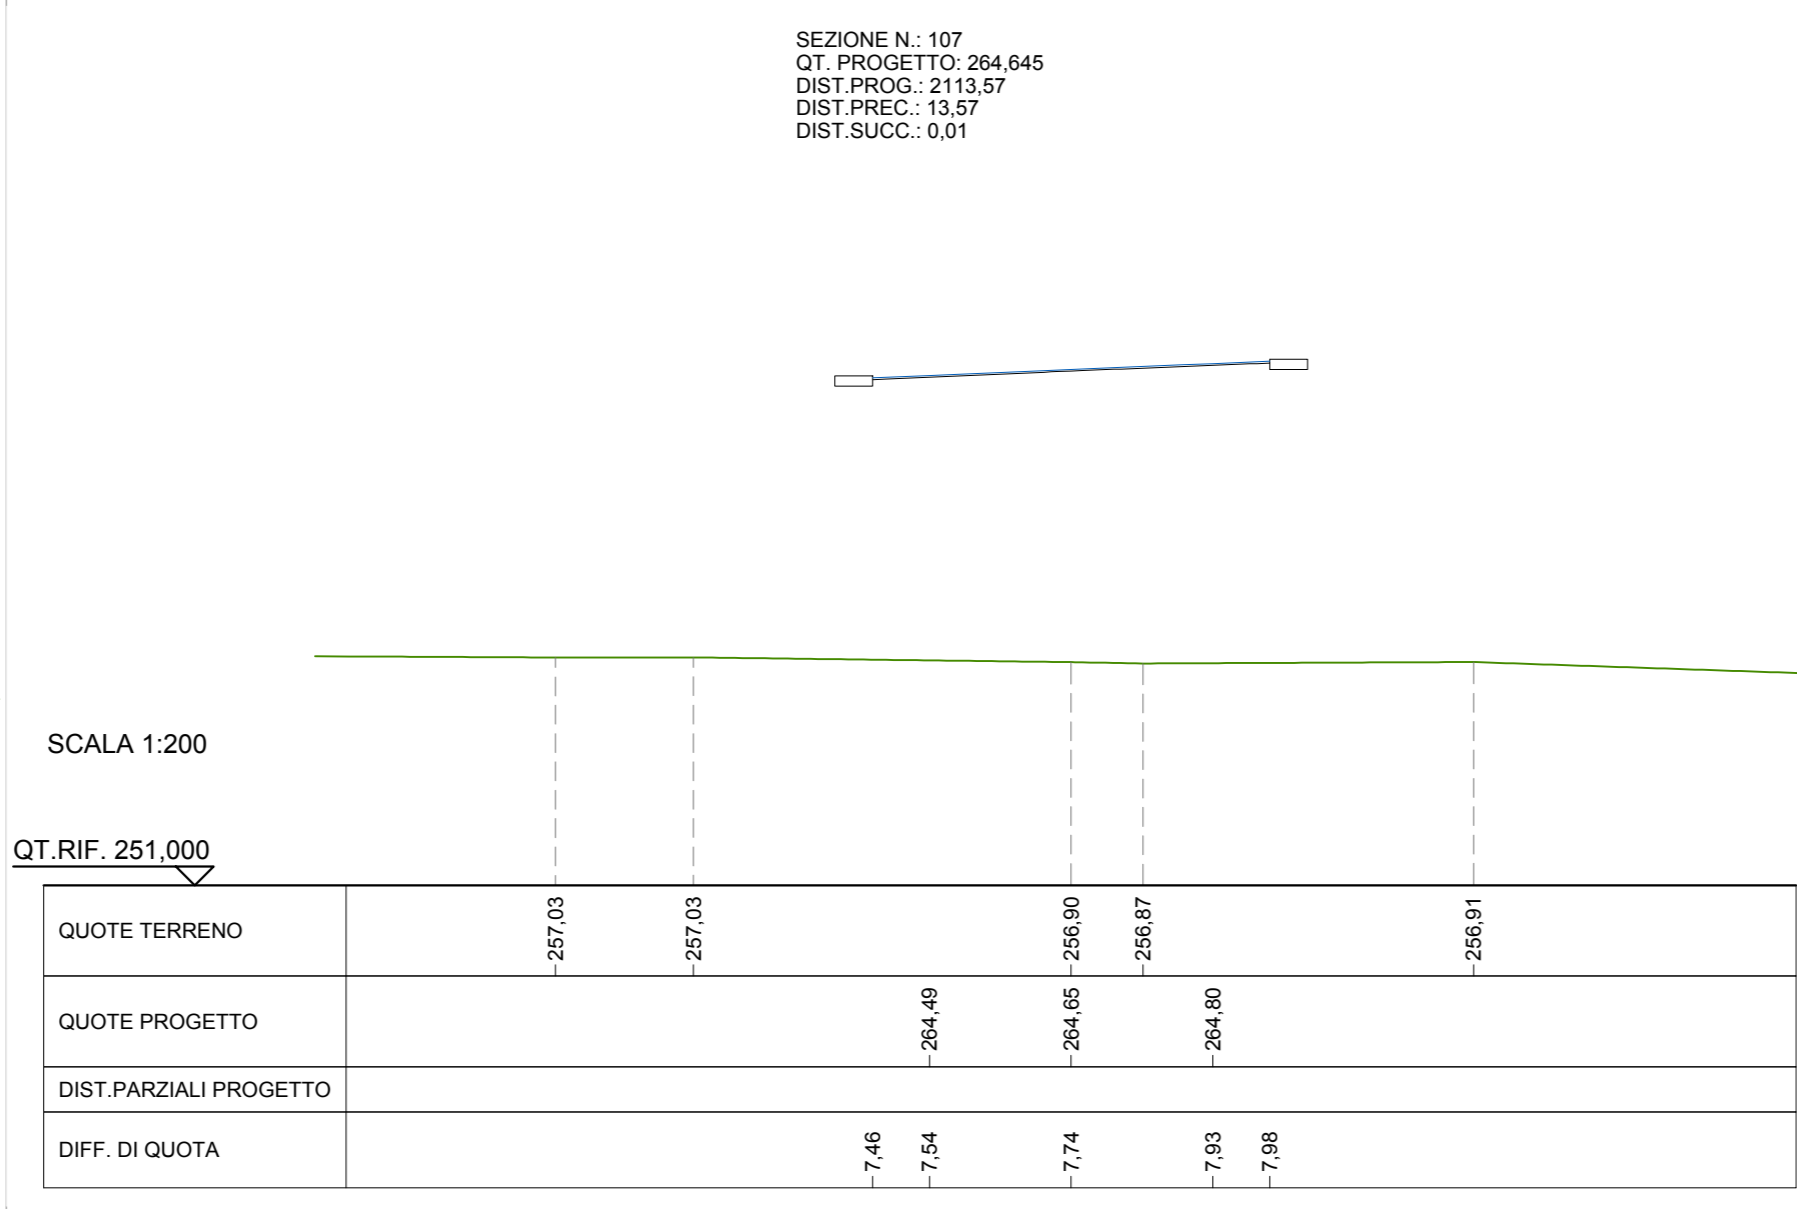 SEZIONE N.: 107
QT. PROGETTO: 264,645
DIST.PROG.: 2113,57
DIST.PREC.: 13,57
DIST.SUCC.: 0,01
SCALA 1:200
QT.RIF. 251,000
QUOTE TERRENO 257,03 257,03 256,90 256,87 256,91
QUOTE PROGETTO 264,49 264,65 264,80
DIST.PARZIALI PROGETTO
DIFF. DI QUOTA 7,46 7,54 7,74 7,93 7,98